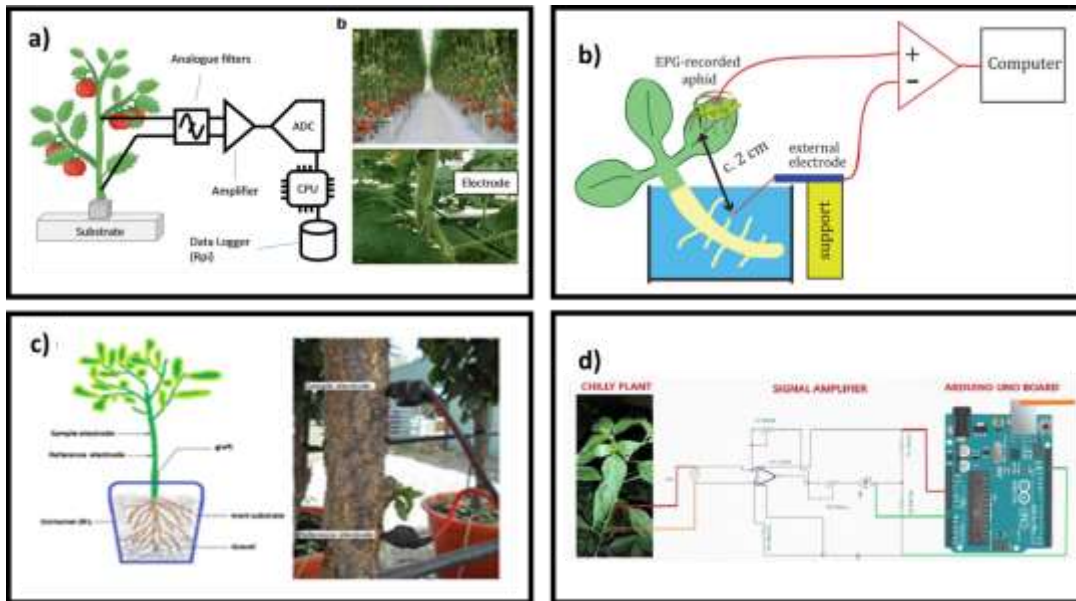 a)
Analogue filters
ADC
Amplifier
CPU
Data Logger
(Rpi)
Substrate
b
Electrode
b)
EPG-recorded
aphid
c. 2 cm
+
−
Computer
external
electrode
support
c)
Sample electrode
Reference electrode
graft
inert substrate
Sample electrode
Reference electrode
d)
CHILLY PLANT
SIGNAL AMPLIFIER
ARDUINO UNO BOARD